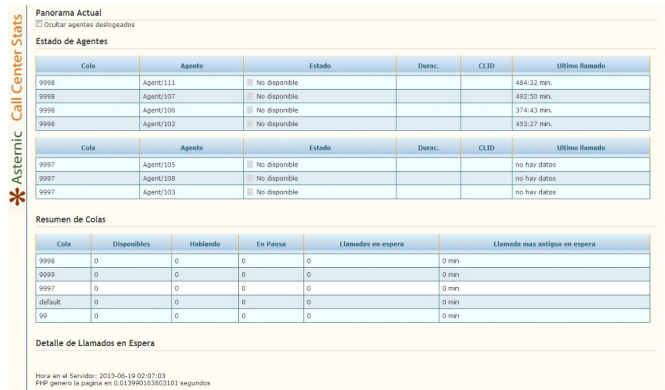 Asternic Call Center Stats
Panorama Actual
Ocultar agentes deslogeados
Estado de Agentes
Cola Agente Estado Durac. CLID Ultimo llamado
9998 Agent/111 No disponible 484:32 min.
9998 Agent/107 No disponible 492:50 min.
9998 Agent/106 No disponible 374:43 min.
9998 Agent/102 No disponible 453:27 min.
Cola Agente Estado Durac. CLID Ultimo llamado
9997 Agent/105 No disponible no hay datos
9997 Agent/108 No disponible no hay datos
9997 Agent/103 No disponible no hay datos
Resumen de Colas
Cola Disponibles Hablando En Pausa Llamadas en espera Llamada mas antigua en espera
9998 0 0 0 0 0 min
9999 0 0 0 0 0 min
9997 0 0 0 0 0 min
default 0 0 0 0 0 min
99 0 0 0 0 0 min
Detalle de Llamados en Espera
Hora en el Servidor: 2013-06-19 02:07:03
PHP genero la pagina en 0.013990163803101 segundos